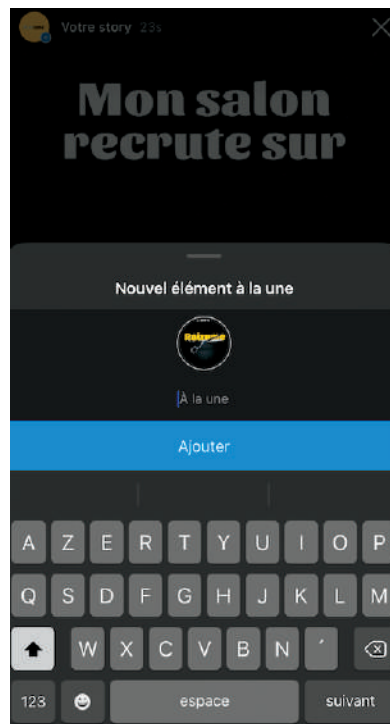 Votre story 23s
Mon salon
recrute sur
Nouvel élément à la une
À la une
Ajouter
A Z E R T Y U I O P
Q S D F G H J K L M
W X C V B N ´
123 espace suivant